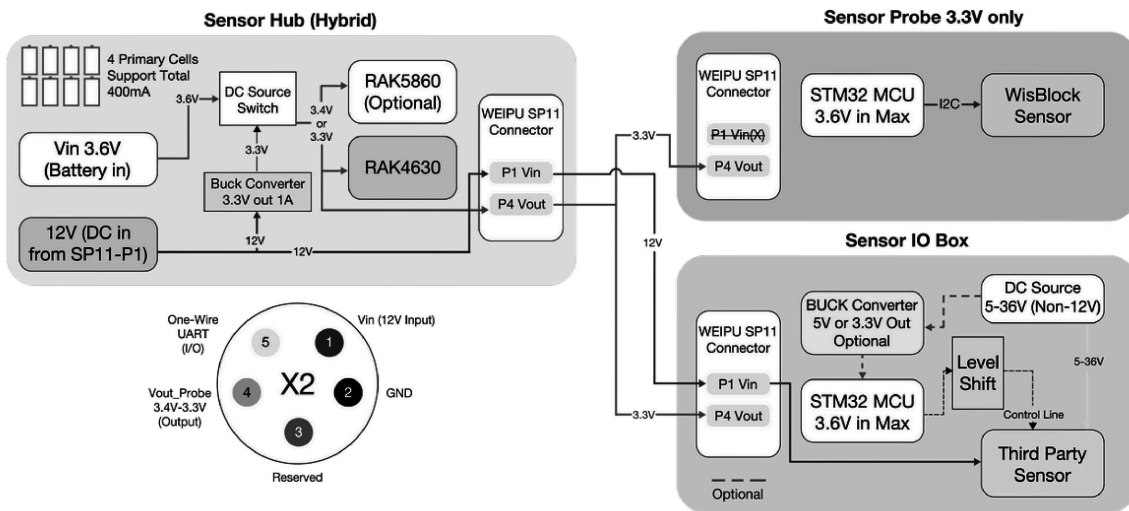 Sensor Hub (Hybrid)
4 Primary Cells
Support Total
400mA
3.6V
DC Source
Switch
3.4V
or
3.3V
RAK5860
(Optional)
Vin 3.6V
(Battery in)
3.3V
RAK4630
Buck Converter
3.3V out 1A
12V (DC in
from SP11-P1)
12V
12V
WEIPU SP11
Connector
P1 Vin
P4 Vout
Sensor Probe 3.3V only
WEIPU SP11
Connector
P1 Vin(X)
P4 Vout
3.3V
STM32 MCU
3.6V in Max
I2C
WisBlock
Sensor
12V
3.3V
Sensor IO Box
WEIPU SP11
Connector
P1 Vin
P4 Vout
BUCK Converter
5V or 3.3V Out
Optional
DC Source
5-36V (Non-12V)
STM32 MCU
3.6V in Max
Level
Shift
5-36V
Control Line
Third Party
Sensor
Optional
One-Wire
UART
(I/O)
Vin (12V Input)
5
1
X2
Vout_Probe
3.4V-3.3V
(Output)
4
2
GND
3
Reserved